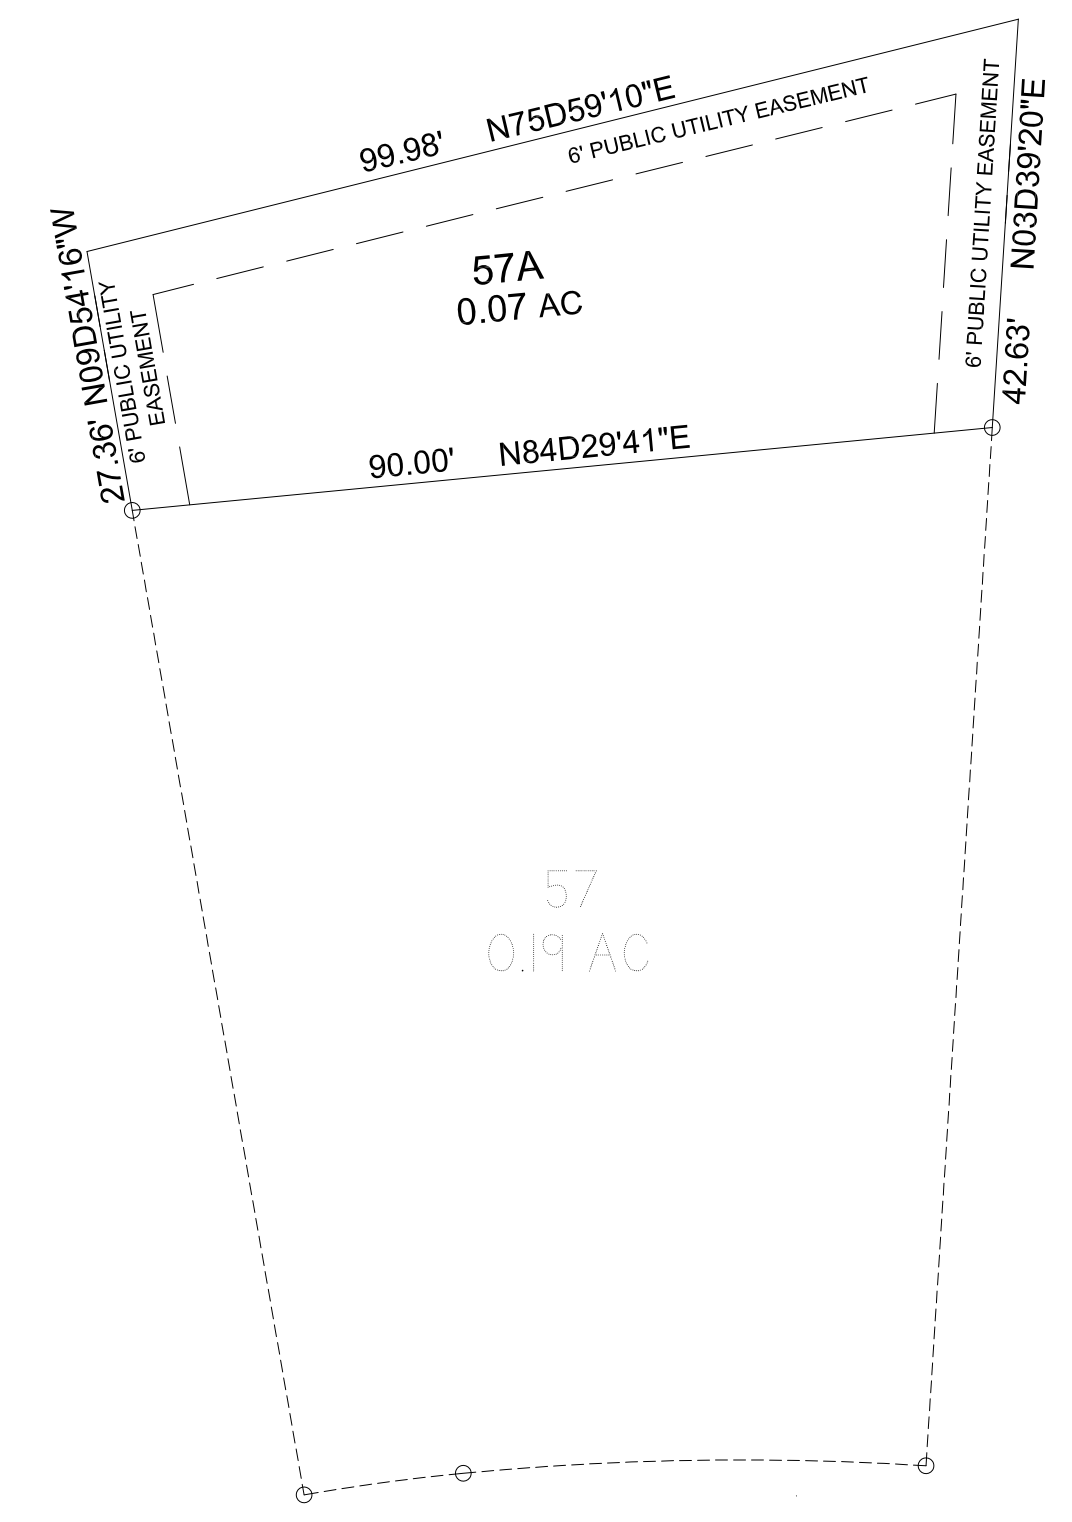 99.98' N75D59'10"E
6' PUBLIC UTILITY EASEMENT
6' PUBLIC UTILITY EASEMENT
42.63' N03D39'20"E
27.36' N09D54'16"W
6' PUBLIC UTILITY
EASEMENT
57A
0.07 AC
90.00' N84D29'41"E
57
0.19 AC